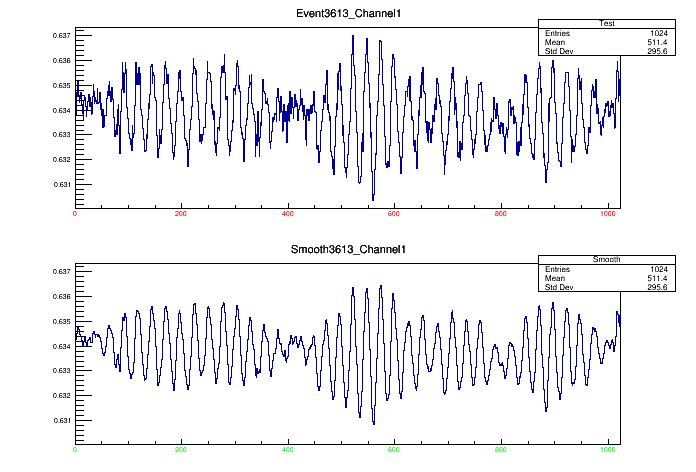 Event3613_Channel1
Test
Entries 1024
Mean 511.4
Std Dev 295.6
0.637
0.636
0.635
0.634
0.633
0.632
0.631
0 200 400 600 800 1000
Smooth3613_Channel1
Smooth
Entries 1024
Mean 511.4
Std Dev 295.6
0.637
0.636
0.635
0.634
0.633
0.632
0.631
0 200 400 600 800 1000